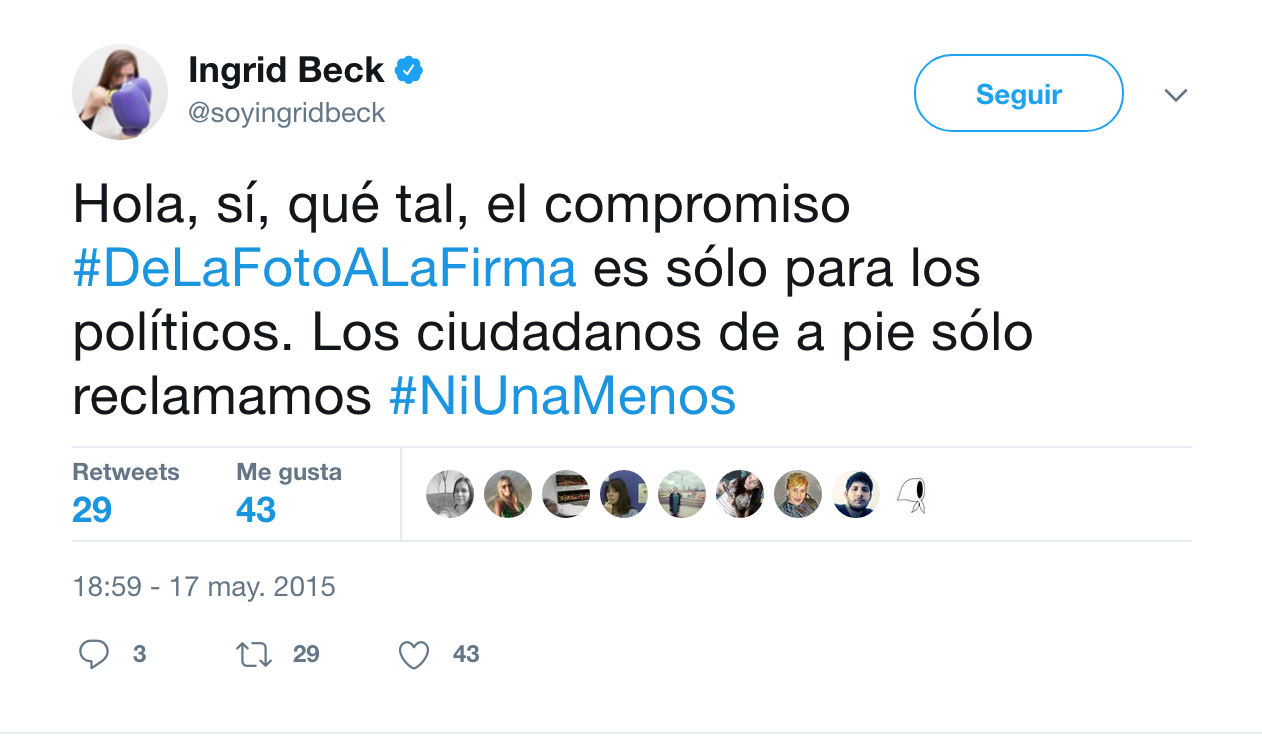 Ingrid Beck
@soyingridbeck
Seguir
Hola, sí, qué tal, el compromiso
#DeLaFotoALaFirma es sólo para los
políticos. Los ciudadanos de a pie sólo
reclamamos #NiUnaMenos
Retweets
29
Me gusta
43
18:59 - 17 may. 2015
3
29
43